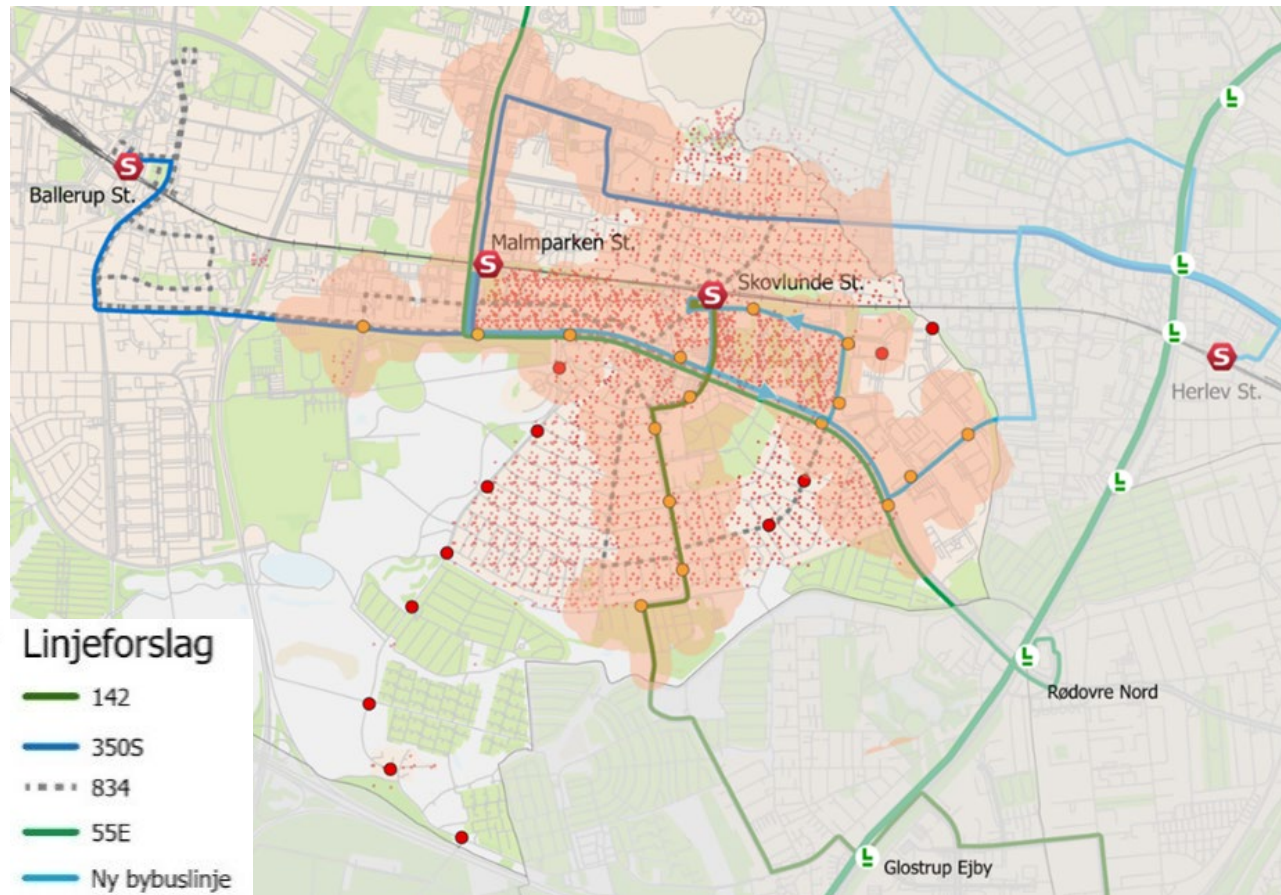 S
Ballerup St.
S
Malmparken St.
S
Skovlunde St.
L
L
L
S
Herlev St.
L
L
Rødovre Nord
L
Glostrup Ejby
Linjeforslag
142
350S
834
55E
Ny bybuslinje